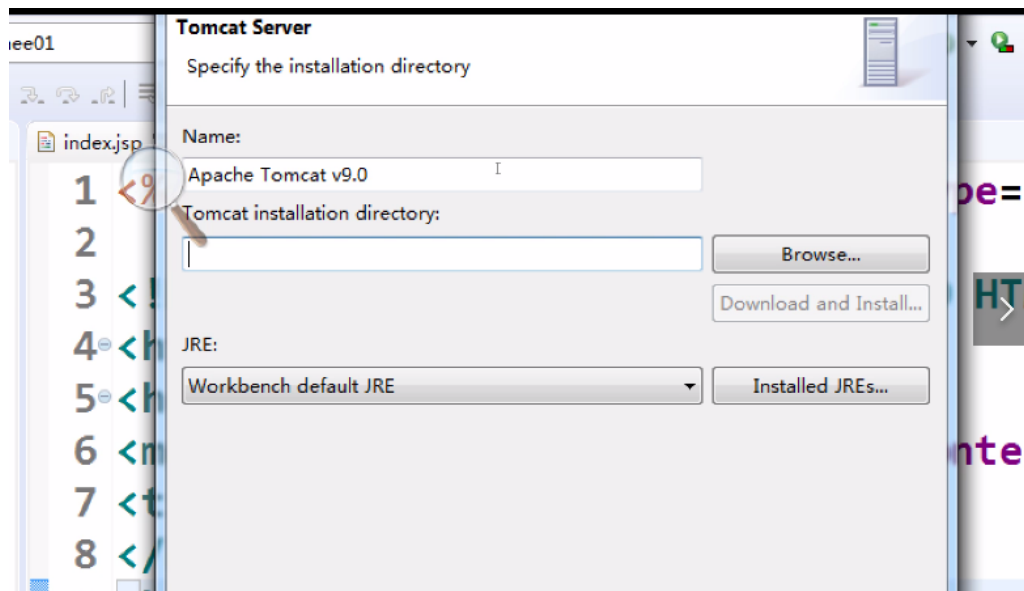 Tomcat Server
ee01
Specify the installation directory
index.jsp
Name:
Apache Tomcat v9.0
1 <% pe=
Tomcat installation directory:
2
Browse...
3 <! HT
Download and Install...
4 <h
JRE:
Workbench default JRE
Installed JREs...
5 <h
6 <m nte
7 <t
8 </